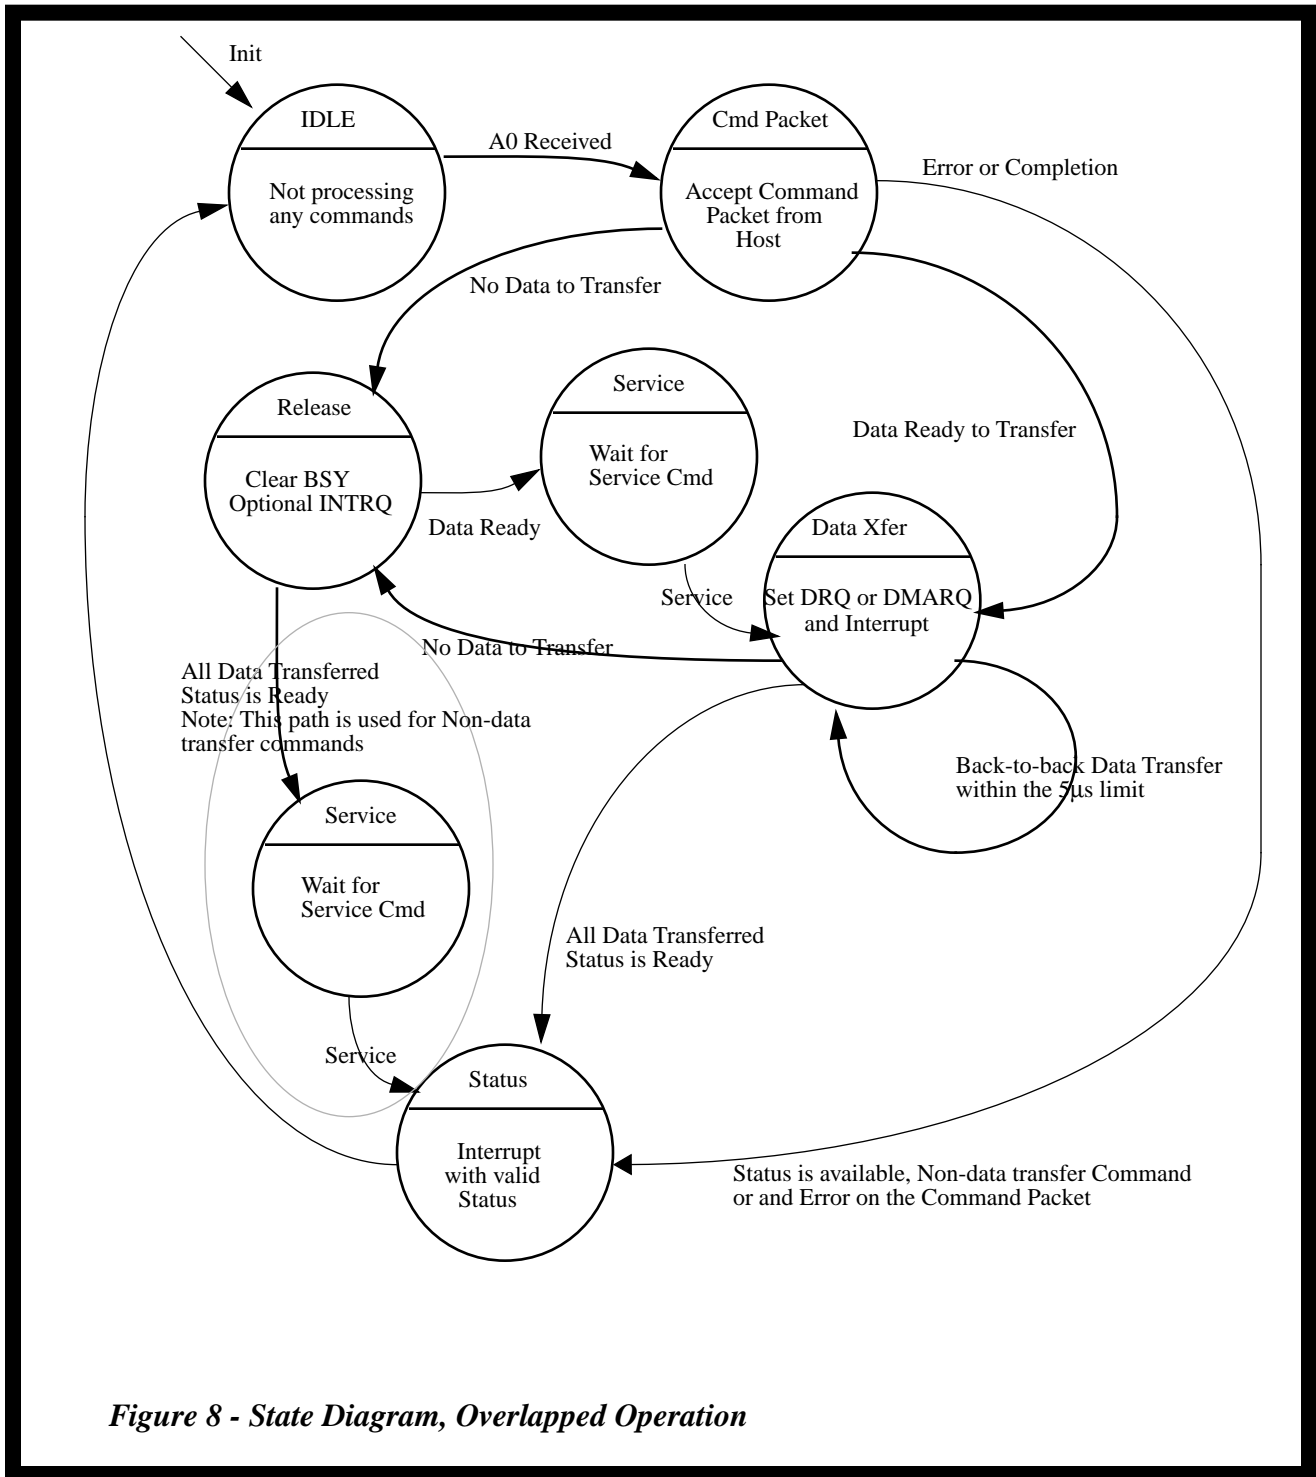 Init
IDLE
Not processing
any commands
A0 Received
Cmd Packet
Accept Command
Packet from
Host
Error or Completion
No Data to Transfer
Release
Clear BSY
Optional INTRQ
Data Ready
Service
Wait for
Service Cmd
Data Ready to Transfer
Data Xfer
Set DRQ or DMARQ
and Interrupt
Service
No Data to Transfer
All Data Transferred
Status is Ready
Note: This path is used for Non-data
transfer commands
Back-to-back Data Transfer
within the 5µs limit
Service
Wait for
Service Cmd
All Data Transferred
Status is Ready
Service
Status
Interrupt
with valid
Status
Status is available, Non-data transfer Command
or and Error on the Command Packet
Figure 8 - State Diagram, Overlapped Operation